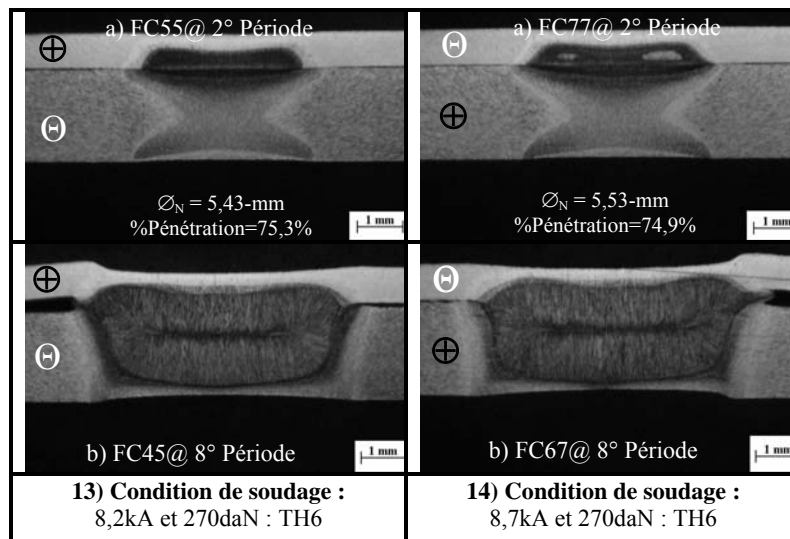 a) FC55@ 2° Période
⊕
Θ
∅N = 5,43-mm
%Pénétration=75,3%
1 mm
a) FC77@ 2° Période
Θ
⊕
∅N = 5,53-mm
%Pénétration=74,9%
1 mm
⊕
Θ
b) FC45@ 8° Période
1 mm
Θ
⊕
b) FC67@ 8° Période
1 mm
13) Condition de soudage :
8,2kA et 270daN : TH6
14) Condition de soudage :
8,7kA et 270daN : TH6